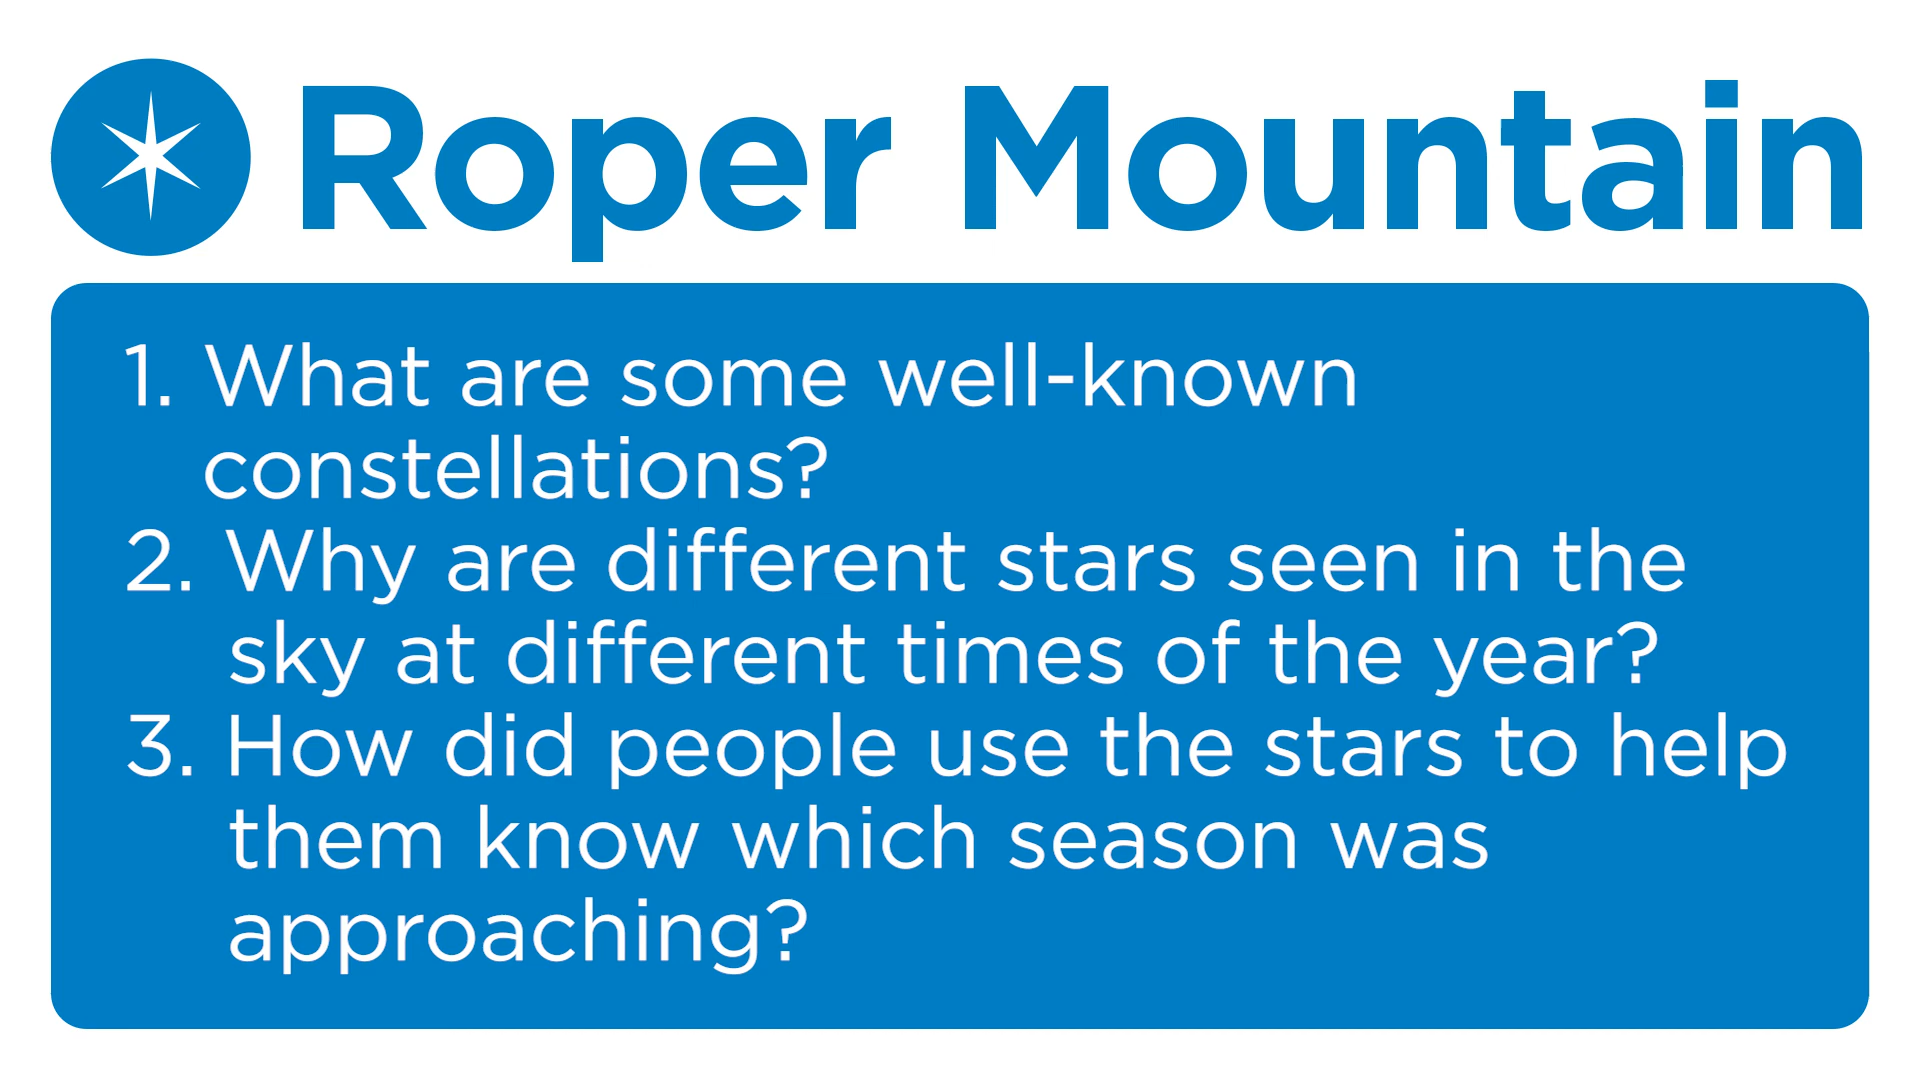 Roper Mountain
1. What are some well-known
constellations?
2. Why are different stars seen in the
sky at different times of the year?
3. How did people use the stars to help
them know which season was
approaching?